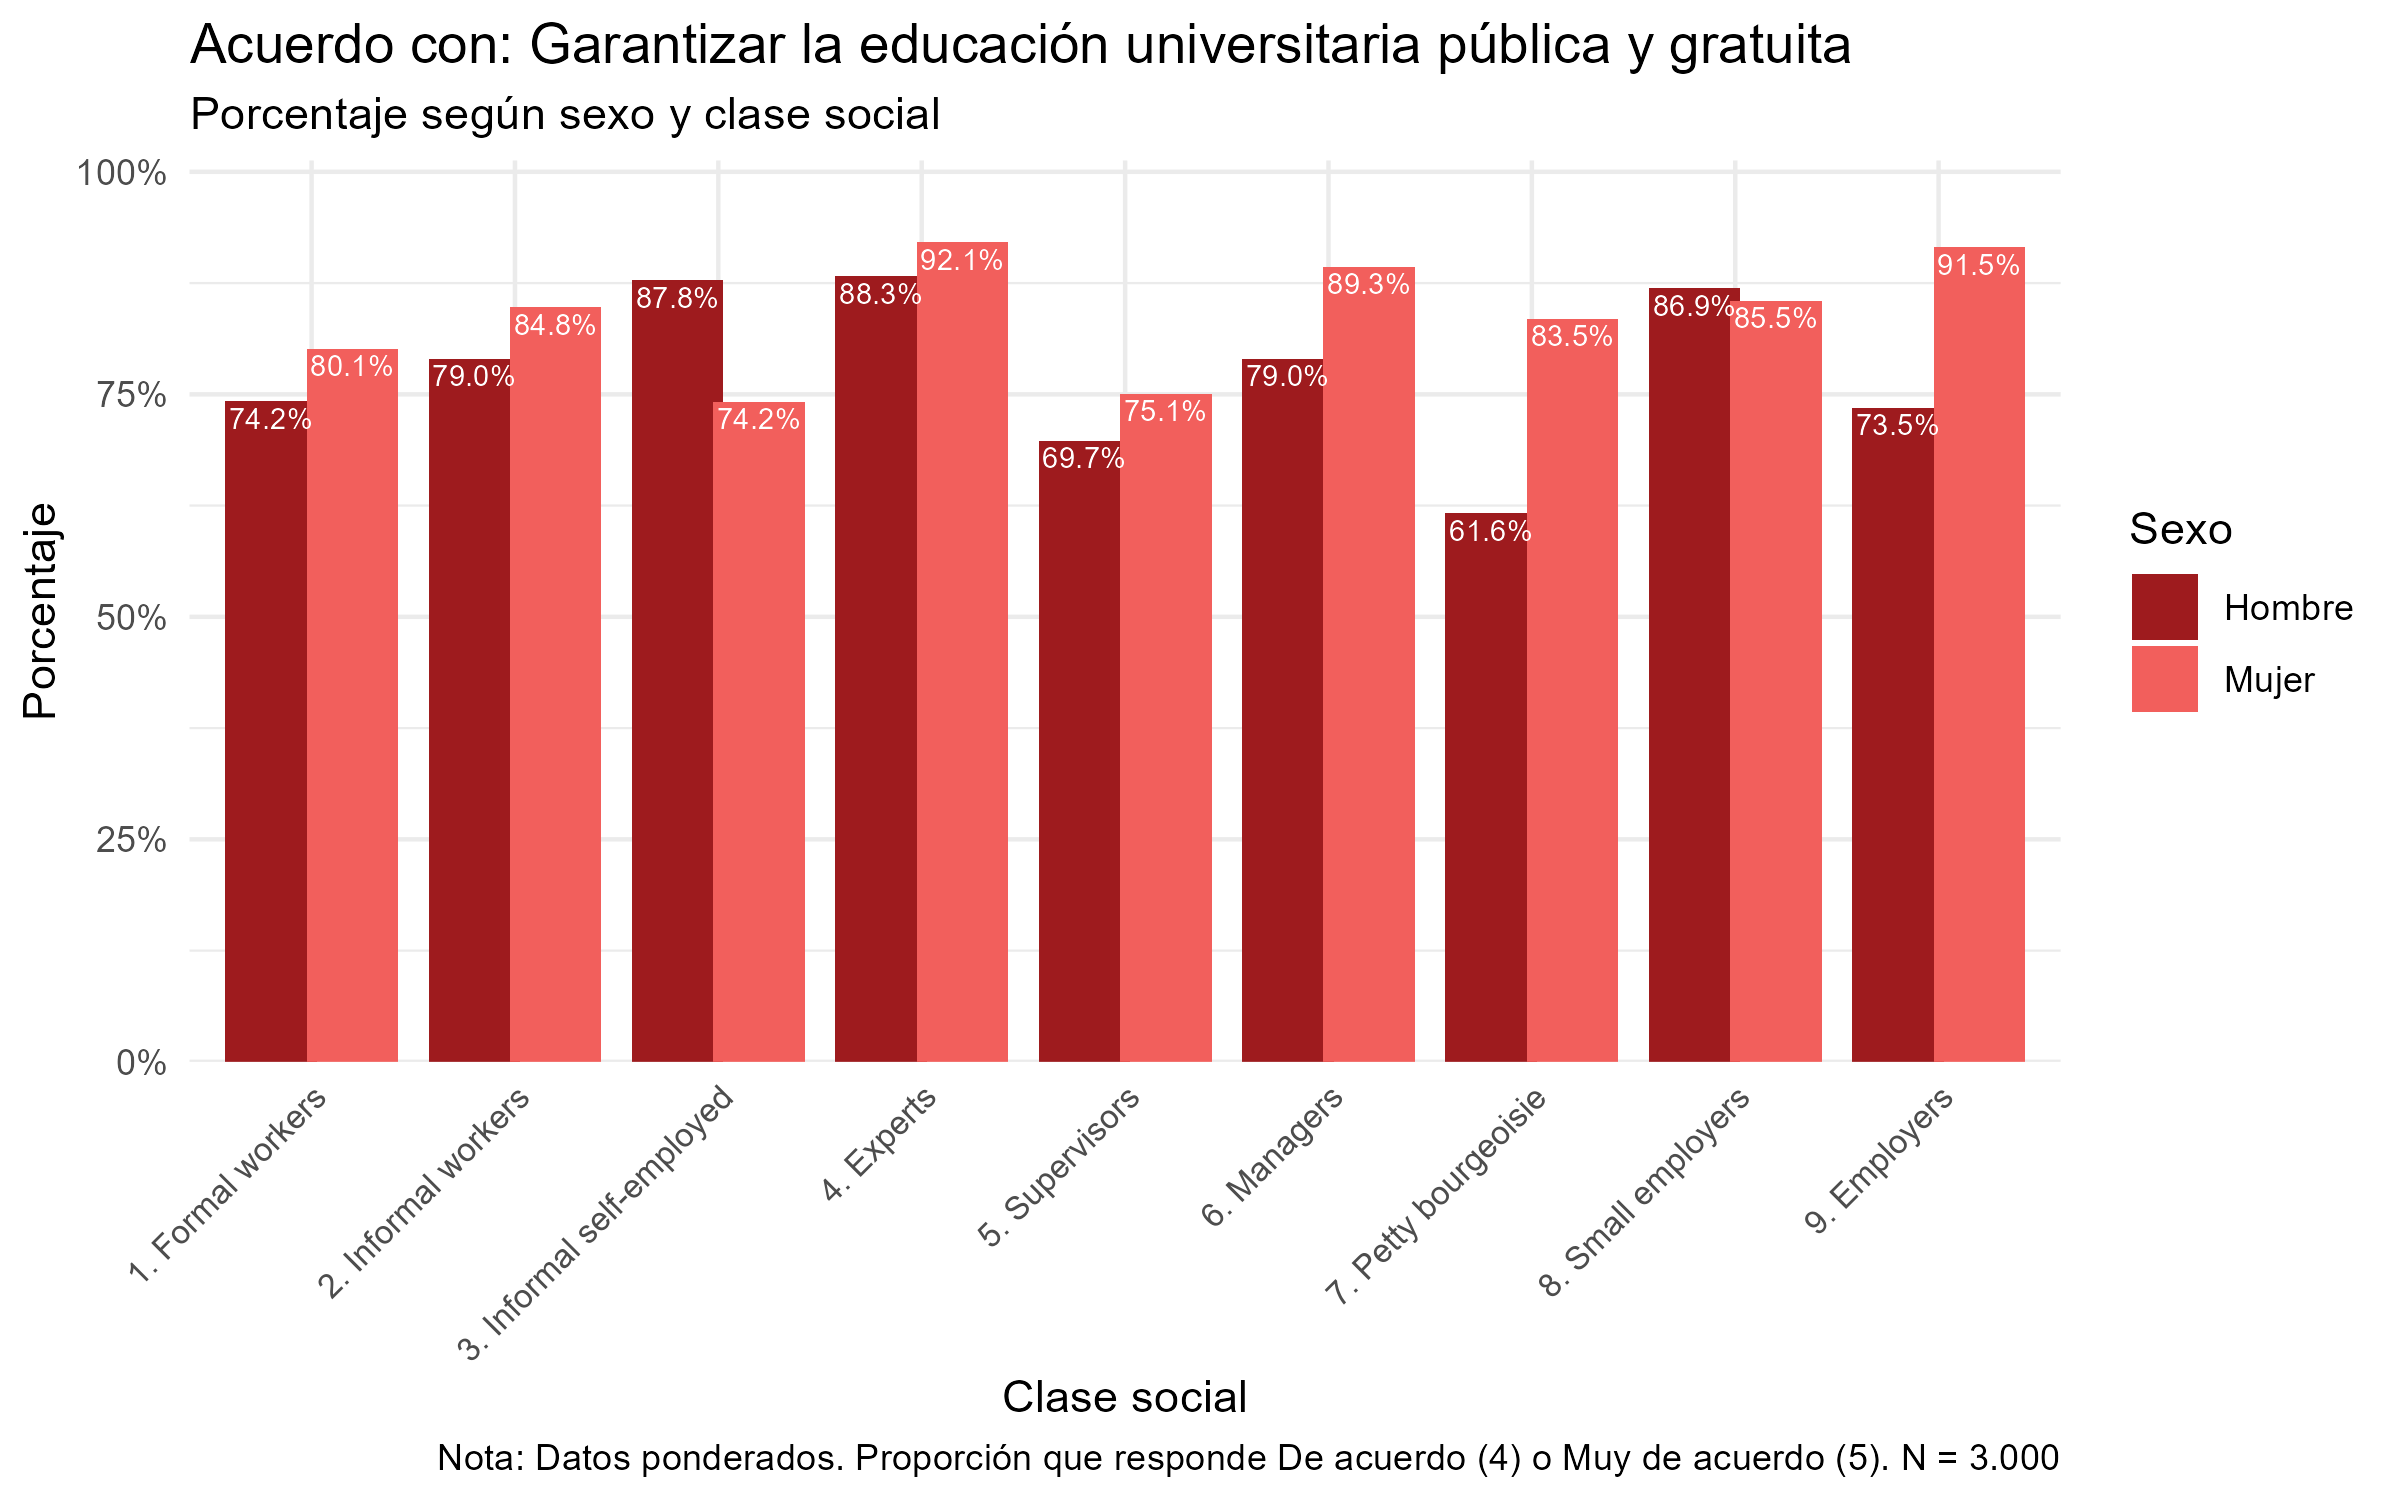 Acuerdo con: Garantizar la educación universitaria pública y gratuita
Porcentaje según sexo y clase social
100%
75%
50%
25%
0%
Porcentaje
74.2%
80.1%
79.0%
84.8%
87.8%
74.2%
88.3%
92.1%
69.7%
75.1%
79.0%
89.3%
61.6%
83.5%
86.9%
85.5%
73.5%
91.5%
Sexo
Hombre
Mujer
1. Formal workers
2. Informal workers
3. Informal self-employed
4. Experts
5. Supervisors
6. Managers
7. Petty bourgeoisie
8. Small employers
9. Employers
Clase social
Nota: Datos ponderados. Proporción que responde De acuerdo (4) o Muy de acuerdo (5). N = 3.000